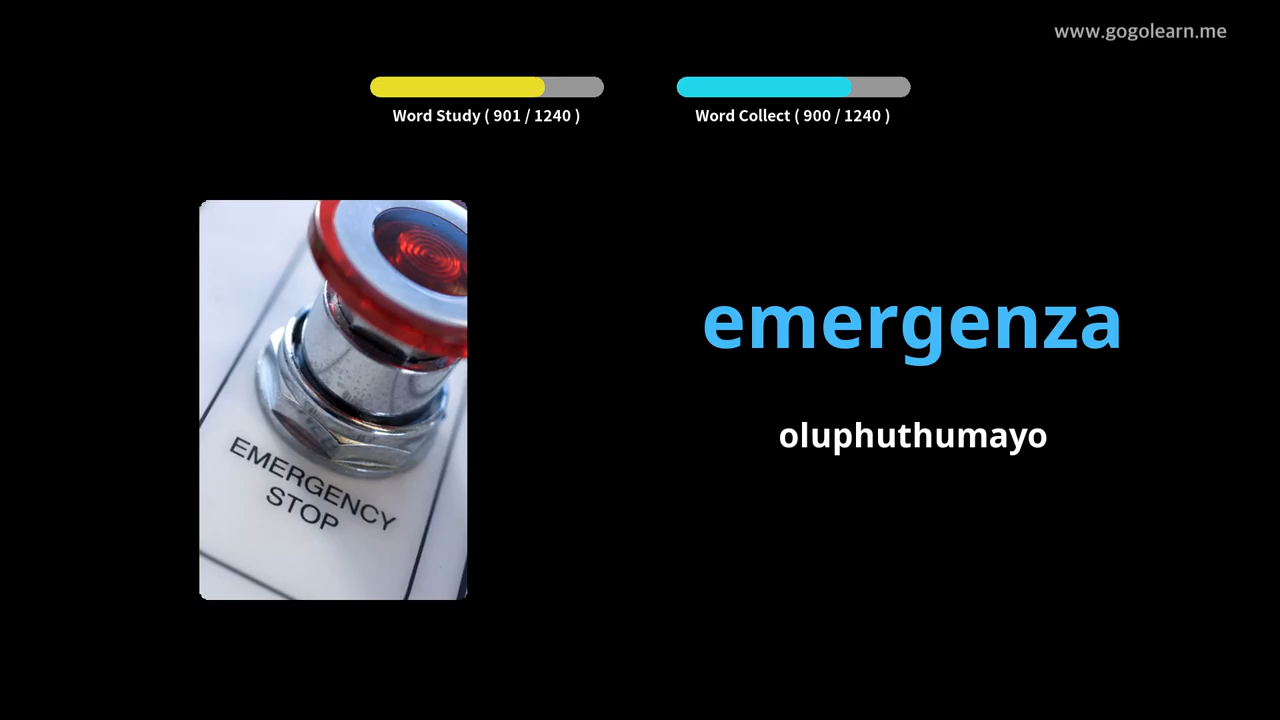 www.gogolearn.me
Word Study ( 901 / 1240 )
Word Collect ( 900 / 1240 )
emergenza
oluphuthumayo
EMERGENCY
STOP